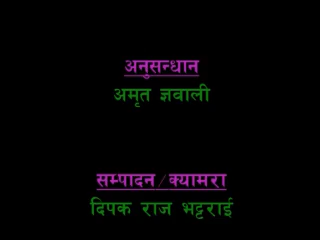 अनुसन्धान
अमृत ज्ञवाली
सम्पादन/क्यामरा
दिपक राज भट्टराई